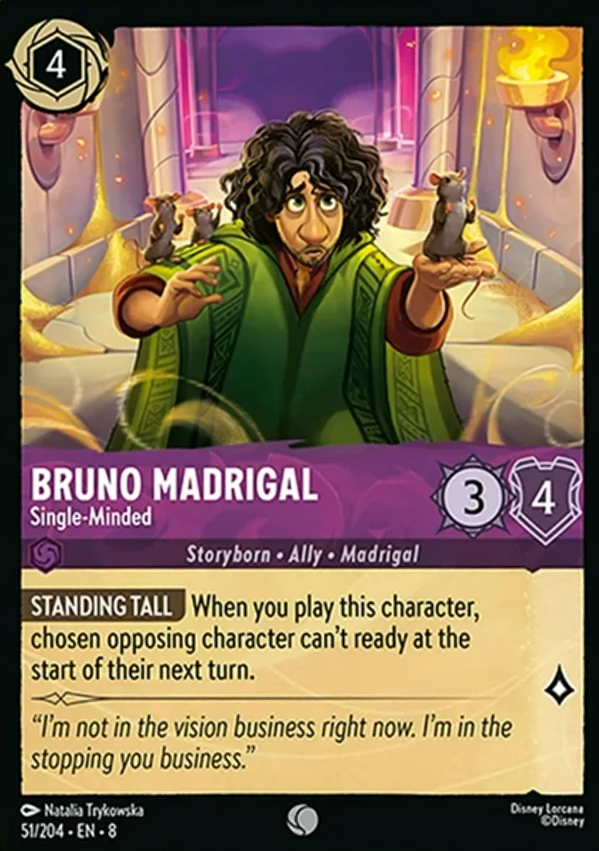 4
BRUNO MADRIGAL
Single-Minded
3
4
Storyborn • Ally • Madrigal
STANDING TALL When you play this character,
chosen opposing character can't ready at the
start of their next turn.
"I'm not in the vision business right now. I'm in the
stopping you business."
Natalia Trykowska
51/204 • EN • 8
Disney Lorcana
©Disney